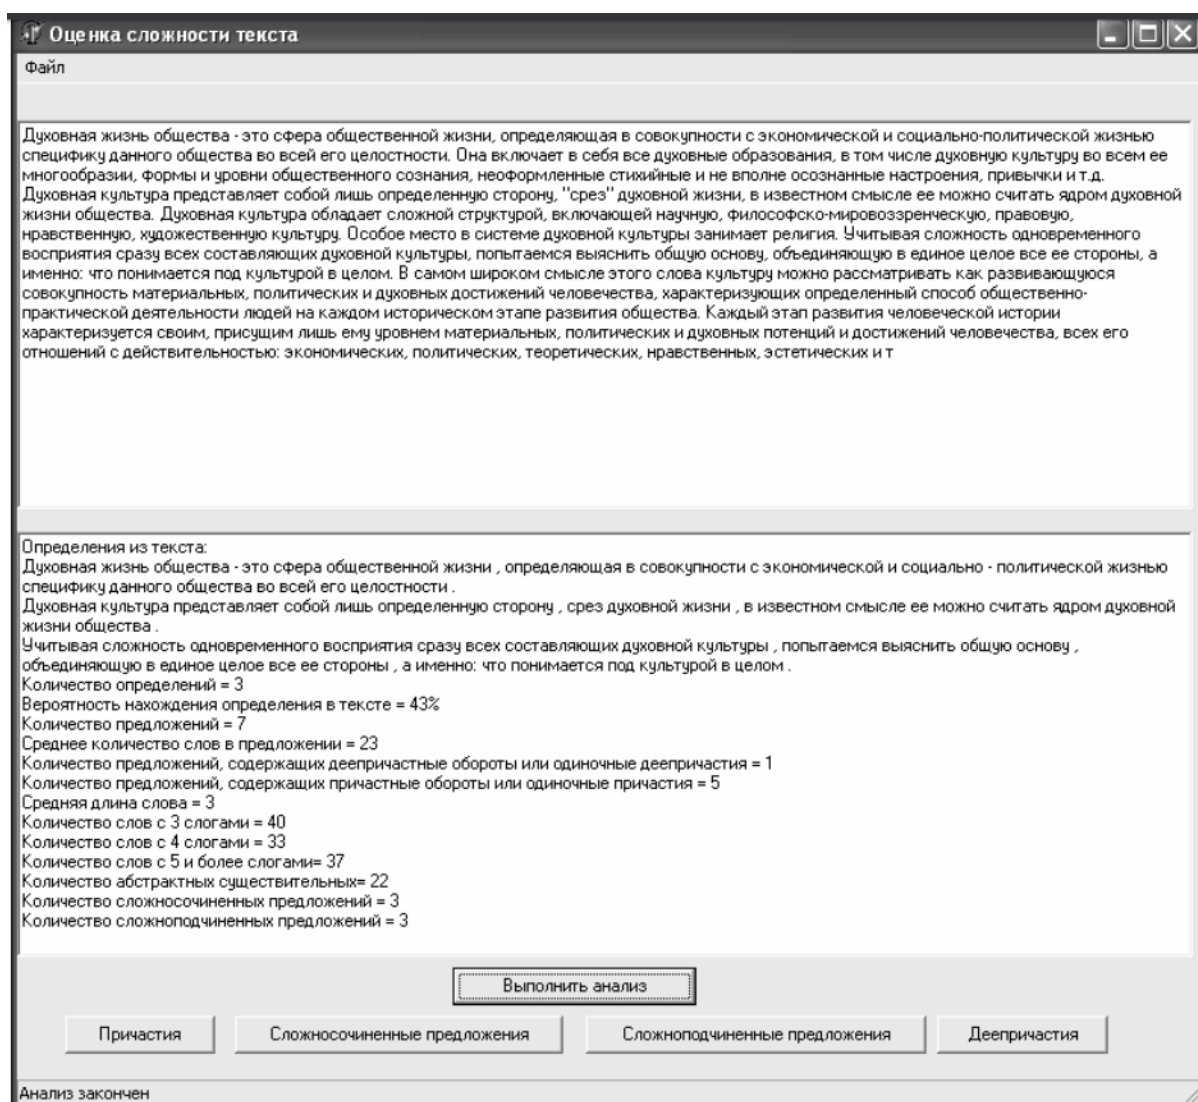 Оценка сложности текста
Файл
Духовная жизнь общества - это сфера общественной жизни, определяющая в совокупности с экономической и социально-политической жизнью
специфику данного общества во всей его целостности. Она включает в себя все духовные образования, в том числе духовную культуру во всем ее
многообразии, формы и уровни общественного сознания, неоформленные стихийные и не вполне осознанные настроения, привычки и т.д.
Духовная культура представляет собой лишь определенную сторону, "срез" духовной жизни, в известном смысле ее можно считать ядром духовной
жизни общества. Духовная культура обладает сложной структурой, включающей научную, философско-мировоззренческую, правовую,
нравственную, художественную культуру. Особое место в системе духовной культуры занимает религия. Учитывая сложность одновременного
восприятия сразу всех составляющих духовной культуры, попытаемся выяснить общую основу, объединяющую в единое целое все ее стороны, а
именно: что понимается под культурой в целом. В самом широком смысле этого слова культуру можно рассматривать как развивающуюся
совокупность материальных, политических и духовных достижений человечества, характеризующих определенный способ общественно-
практической деятельности людей на каждом историческом этапе развития общества. Каждый этап развития человеческой истории
характеризуется своим, присущим лишь ему уровнем материальных, политических и духовных потенций и достижений человечества, всех его
отношений с действительностью: экономических, политических, теоретических, нравственных, эстетических и т
Определения из текста:
Духовная жизнь общества - это сфера общественной жизни , определяющая в совокупности с экономической и социально - политической жизнью
специфику данного общества во всей его целостности .
Духовная культура представляет собой лишь определенную сторону , срез духовной жизни , в известном смысле ее можно считать ядром духовной
жизни общества .
Учитывая сложность одновременного восприятия сразу всех составляющих духовной культуры , попытаемся выяснить общую основу ,
объединяющую в единое целое все ее стороны , а именно: что понимается под культурой в целом .
Количество определений = 3
Вероятность нахождения определения в тексте = 43%
Количество предложений = 7
Среднее количество слов в предложении = 23
Количество предложений, содержащих деепричастные обороты или одиночные деепричастия = 1
Количество предложений, содержащих причастные обороты или одиночные причастия = 5
Средняя длина слова = 3
Количество слов с 3 слогами = 40
Количество слов с 4 слогами = 33
Количество слов с 5 и более слогами= 37
Количество абстрактных существительных= 22
Количество сложносочиненных предложений = 3
Количество сложноподчиненных предложений = 3
Выполнить анализ
Причастия
Сложносочиненные предложения
Сложноподчиненные предложения
Деепричастия
Анализ закончен